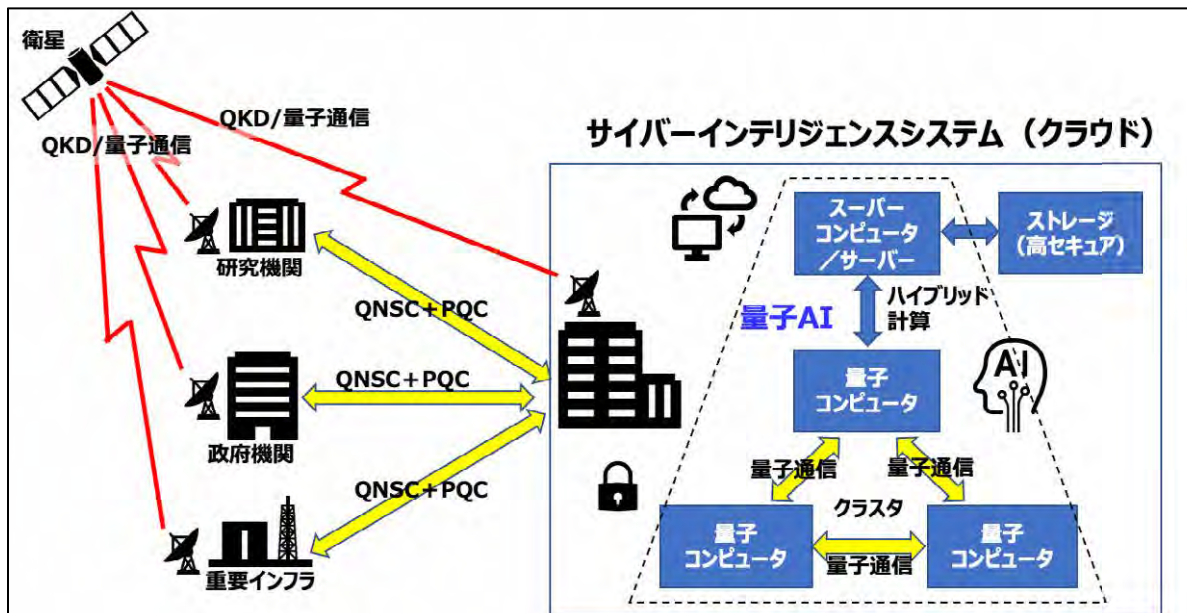 衛星
QKD/量子通信
QKD/量子通信
研究機関
QNSC+PQC
政府機関
QNSC+PQC
重要インフラ
QNSC+PQC
サイバーインテリジェンスシステム（クラウド）
スーパー
コンピュータ
／サーバー
ストレージ
（高セキュア）
ハイブリッド
計算
量子AI
量子
コンピュータ
AI
量子通信
量子通信
クラスタ
量子
コンピュータ
量子通信
量子
コンピュータ